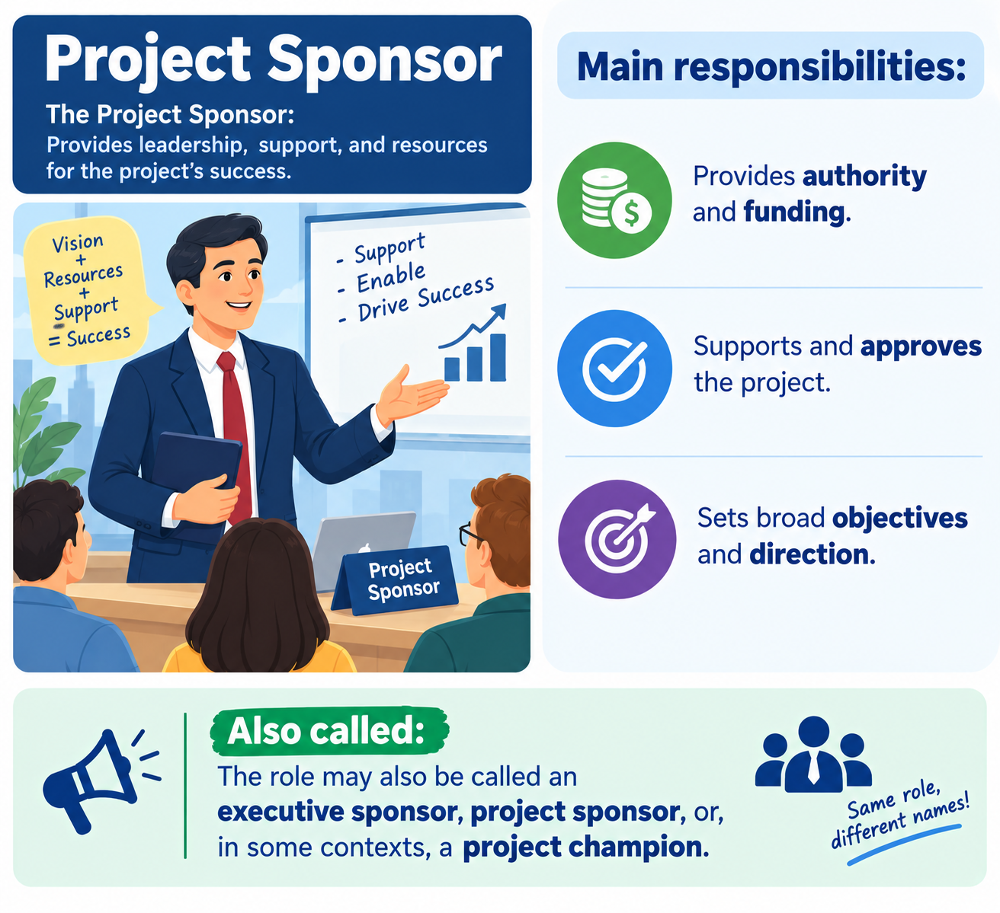 Project Sponsor
The Project Sponsor:
Provides leadership, support, and resources
for the project's success.
Vision
+
Resources
+
Support
= Success
- Support
- Enable
- Drive Success
Project
Sponsor
Main responsibilities:
$
Provides authority
and funding.
Supports and approves
the project.
Sets broad objectives
and direction.
Also called:
The role may also be called an
executive sponsor, project sponsor, or,
in some contexts, a project champion.
Same role,
different names!